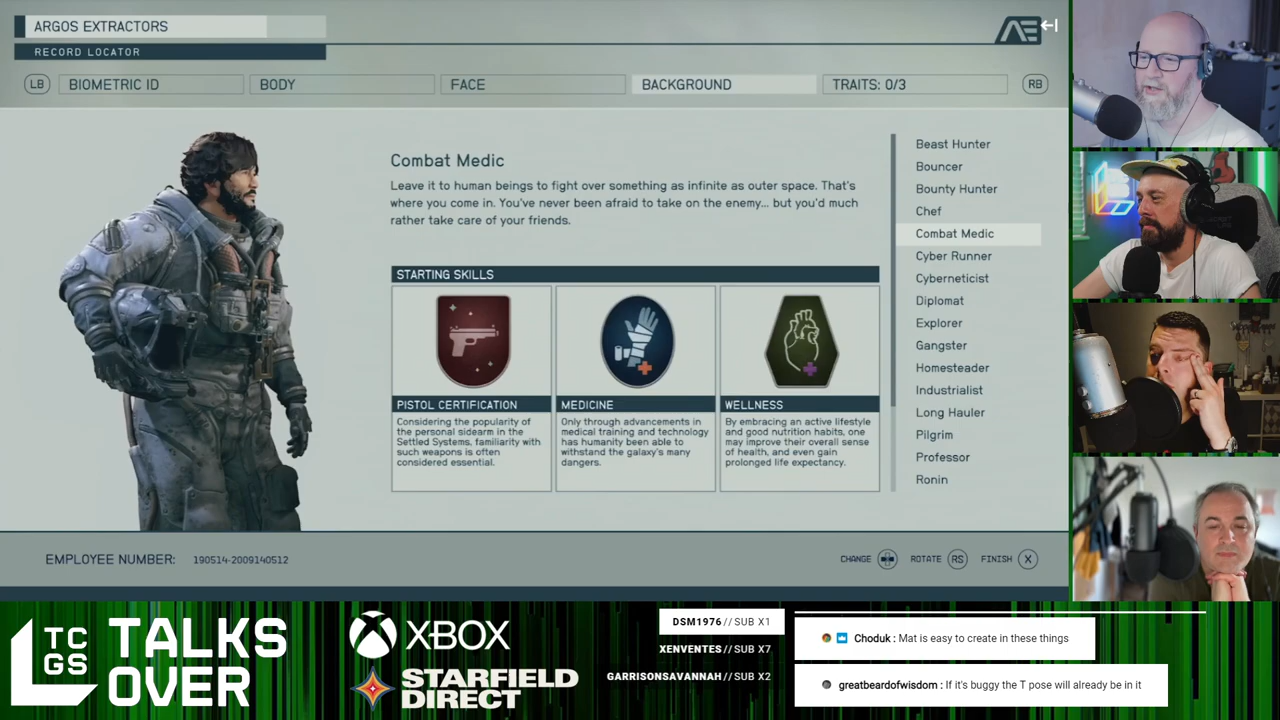 ARGOS EXTRACTORS
RECORD LOCATOR
AE
LB
BIOMETRIC ID
BODY
FACE
BACKGROUND
TRAITS: 0/3
RB
Combat Medic
Leave it to human beings to fight over something as infinite as outer space. That's
where you come in. You've never been afraid to take on the enemy... but you'd much
rather take care of your friends.
STARTING SKILLS
PISTOL CERTIFICATION
Considering the popularity of
the personal sidearm in the
Settled Systems, familiarity with
such weapons is often
considered essential.
MEDICINE
Only through advancements in
medical training and technology
has humanity been able to
withstand the galaxy's many
dangers.
WELLNESS
By embracing an active lifestyle
and good nutrition habits, one
may improve their overall sense
of health, and even gain
prolonged life expectancy.
Beast Hunter
Bouncer
Bounty Hunter
Chef
Combat Medic
Cyber Runner
Cyberneticist
Diplomat
Explorer
Gangster
Homesteader
Industrialist
Long Hauler
Pilgrim
Professor
Ronin
EMPLOYEE NUMBER: 190514-2009140512
CHANGE
ROTATE RS
FINISH X
TC
GS
TALKS
OVER
XBOX
STARFIELD
DIRECT
DSM1976 // SUB X1
XENVENTES // SUB X7
GARRISONSAVANNAH // SUB X2
Choduk : Mat is easy to create in these things
greatbeardofwisdom : If it's buggy the T pose will already be in it